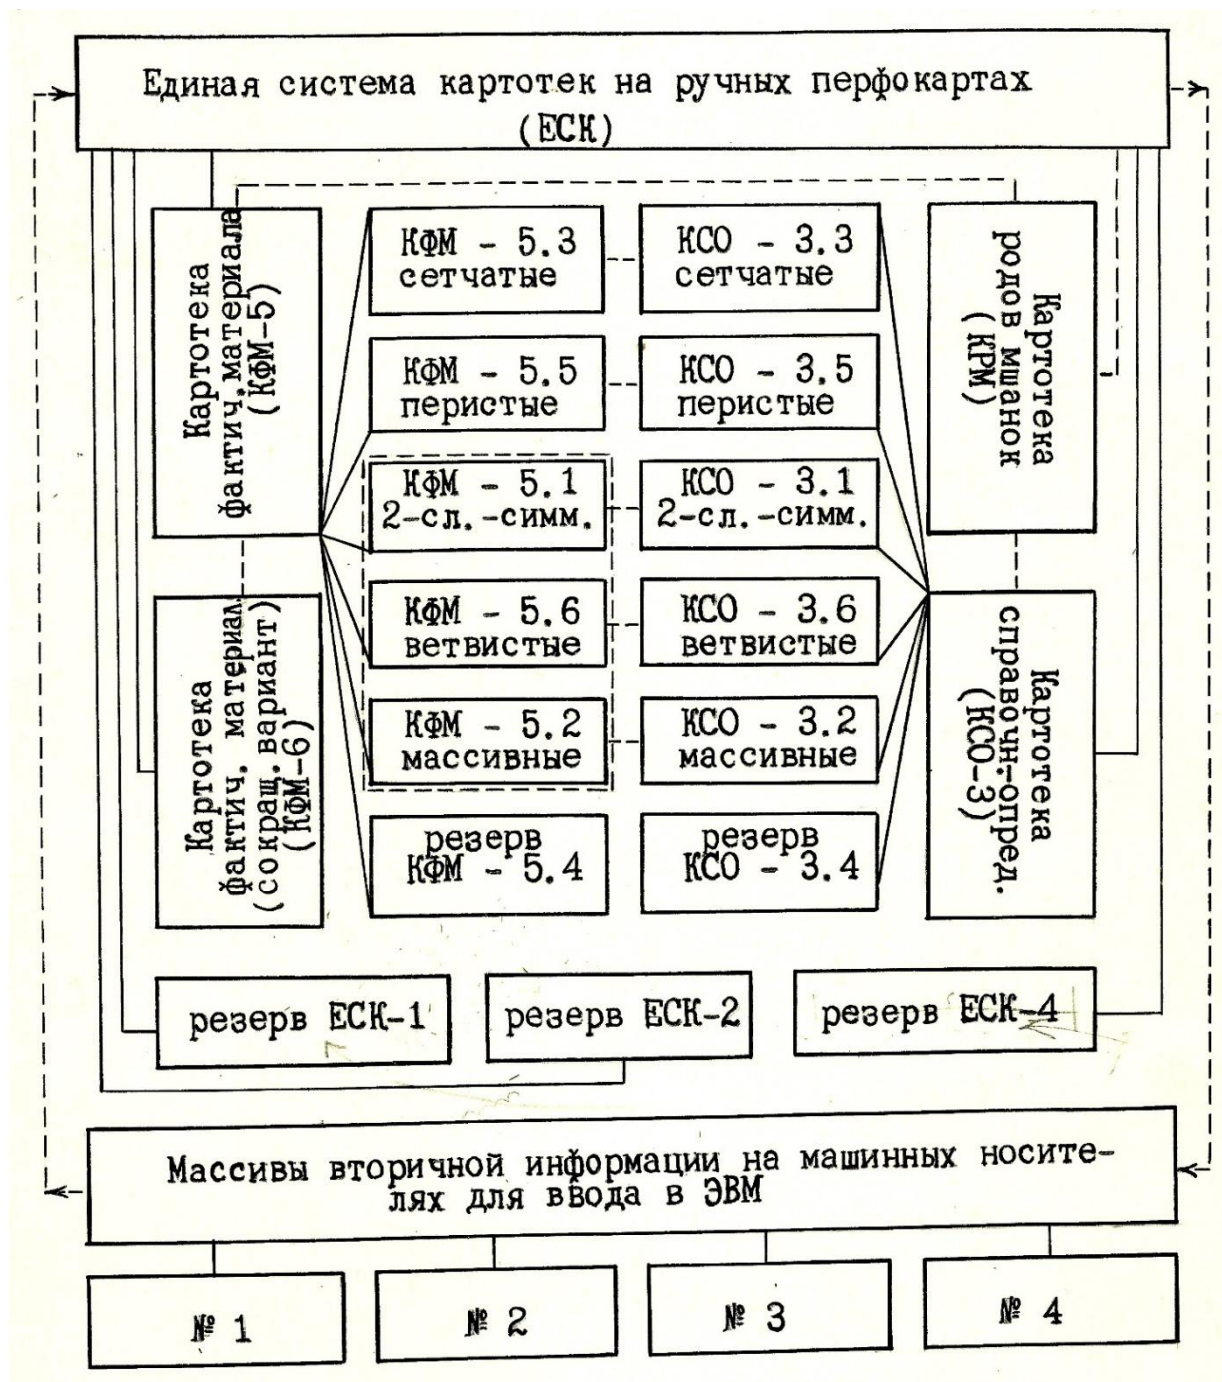 Единая система картотек на ручных перфокартах
(ЕСК)
Картотека
фактич.материала
(КФМ-5)
КФМ - 5.3
сетчатые
КСО - 3.3
сетчатые
Картотека
родов мшанок
(КРМ)
КФМ - 5.5
перистые
КСО - 3.5
перистые
КФМ - 5.1
2-сл.-симм.
КСО - 3.1
2-сл.-симм.
Картотека
фактич. материал.
(сокращ.вариант)
(КФМ-6)
КФМ - 5.6
ветвистые
КСО - 3.6
ветвистые
Картотека
справочн-опред.
(КСО-3)
КФМ - 5.2
массивные
КСО - 3.2
массивные
резерв
КФМ - 5.4
резерв
КСО - 3.4
резерв ЕСК-1
резерв ЕСК-2
резерв ЕСК-4
Массивы вторичной информации на машинных носите-
лях для ввода в ЭВМ
№ 1
№ 2
№ 3
№ 4